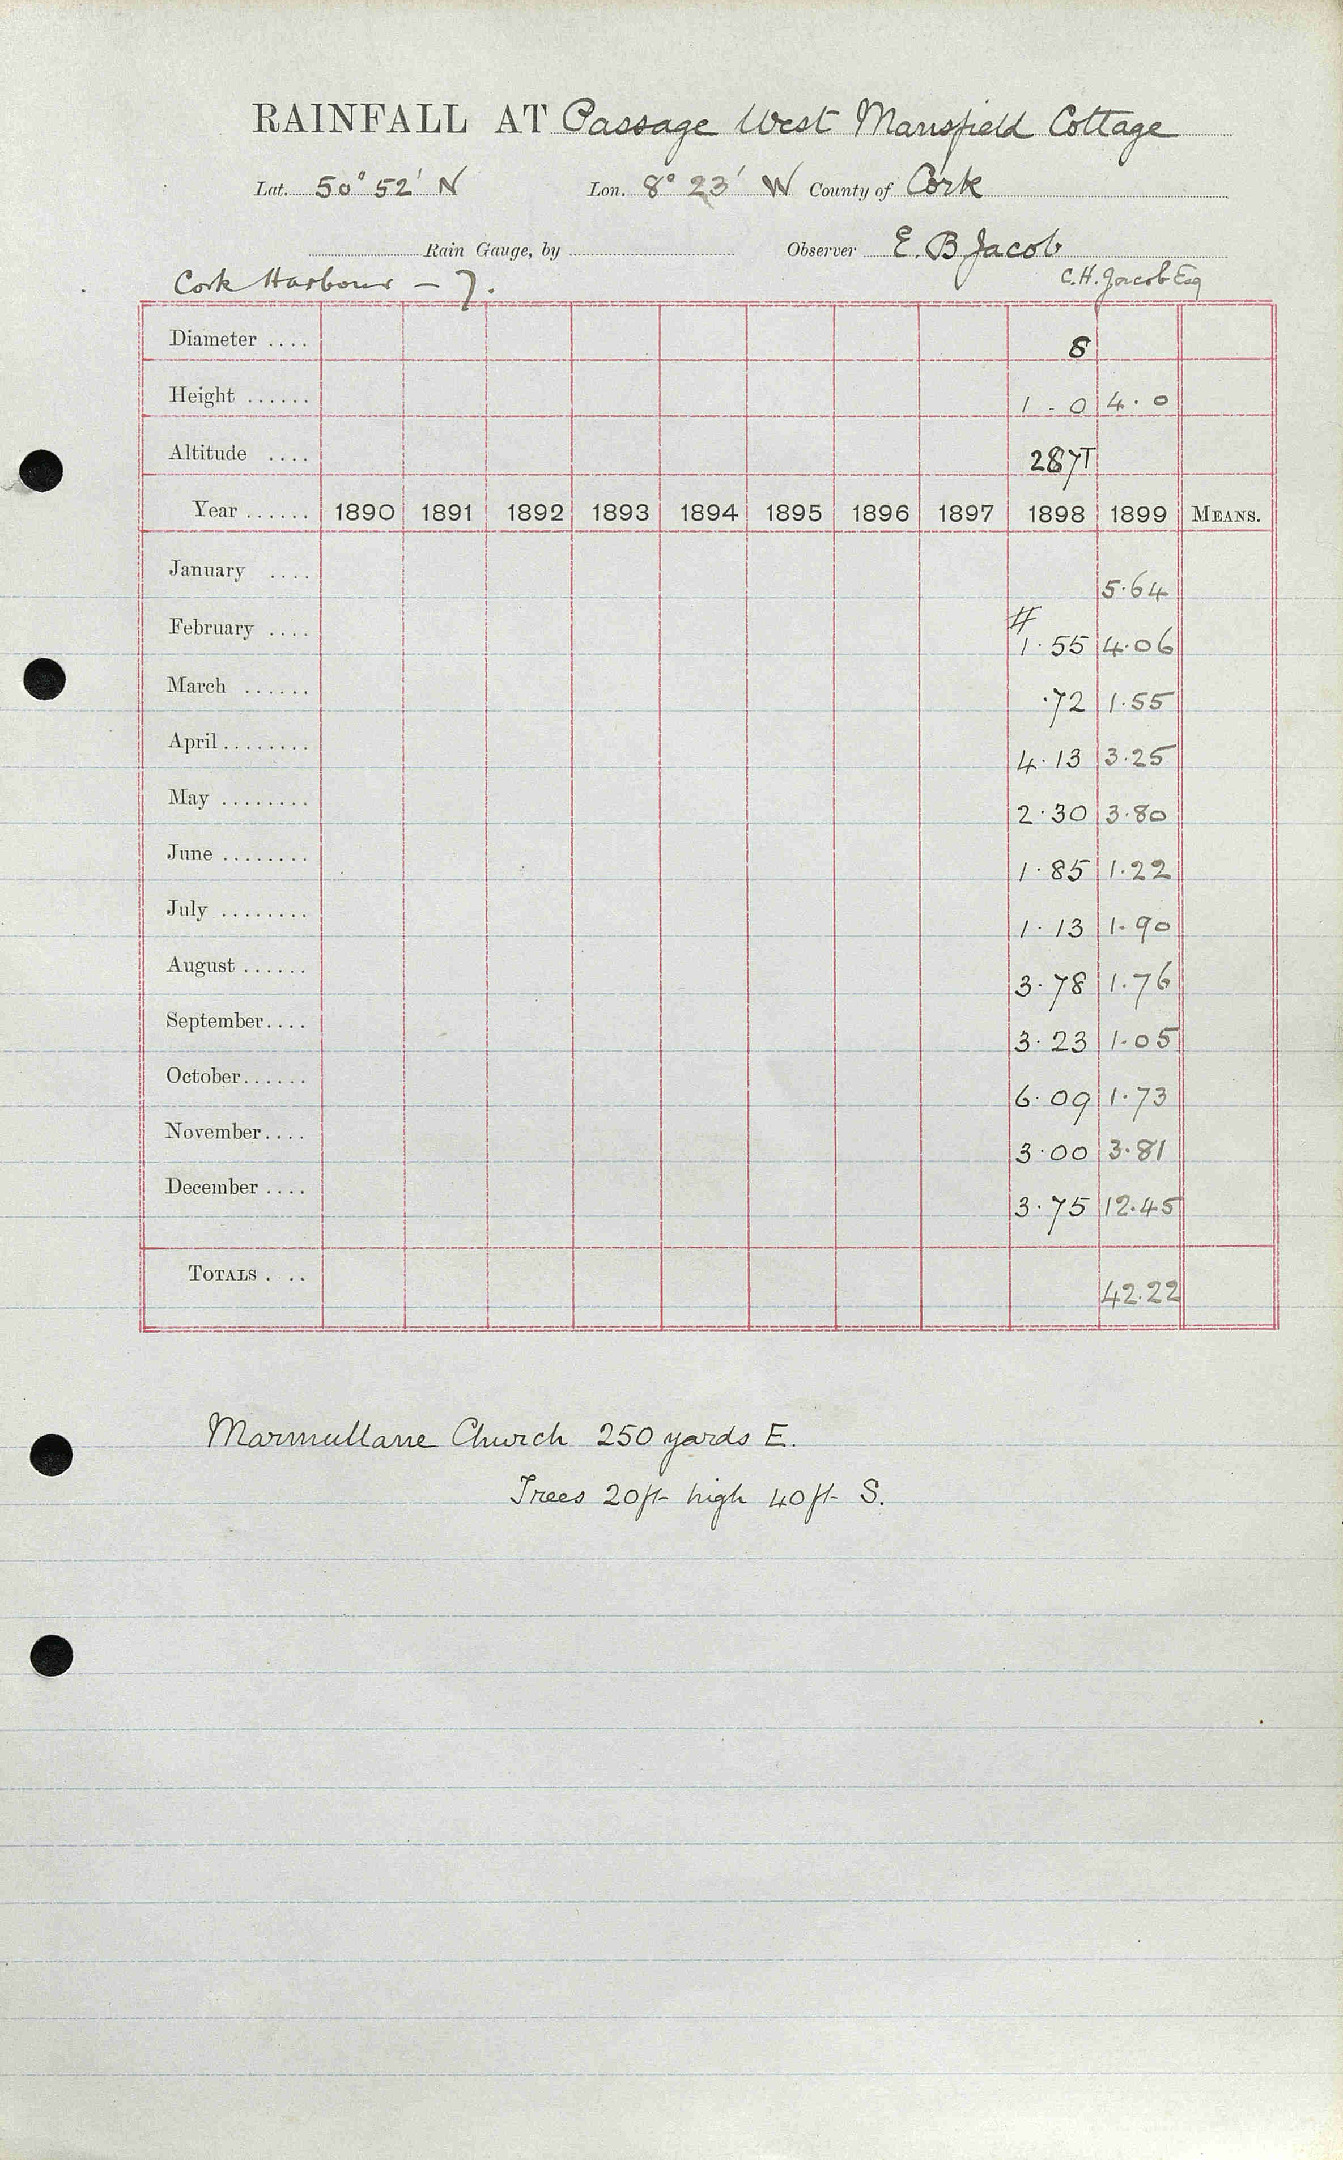 RAINFALL AT Passage West Mansfield Cottage
Lat. 50° 52' N Lon. 8° 23' W County of Cork
Rain Gauge, by Observer E. B Jacob
Cork Harbour - 7. C. H. Jacob Esq
Diameter .... 8
Height ...... 1 - 0 4. 0
Altitude .... 287T
Year ...... 1890 1891 1892 1893 1894 1895 1896 1897 1898 1899 MEANS.
January .... 5.64
#
February .... 1.55 4.06
March ...... .72 1.55
April ........ 4.13 3.25
May ........ 2.30 3.80
June ........ 1.85 1.22
July ........ 1.13 1.90
August ...... 3.78 1.76
September.... 3.23 1.05
October...... 6.09 1.73
November.... 3.00 3.81
December .... 3.75 12.45
TOTALS . .. 42.22
Marmullane Church 250 yards E.
Trees 20ft high 40ft S.